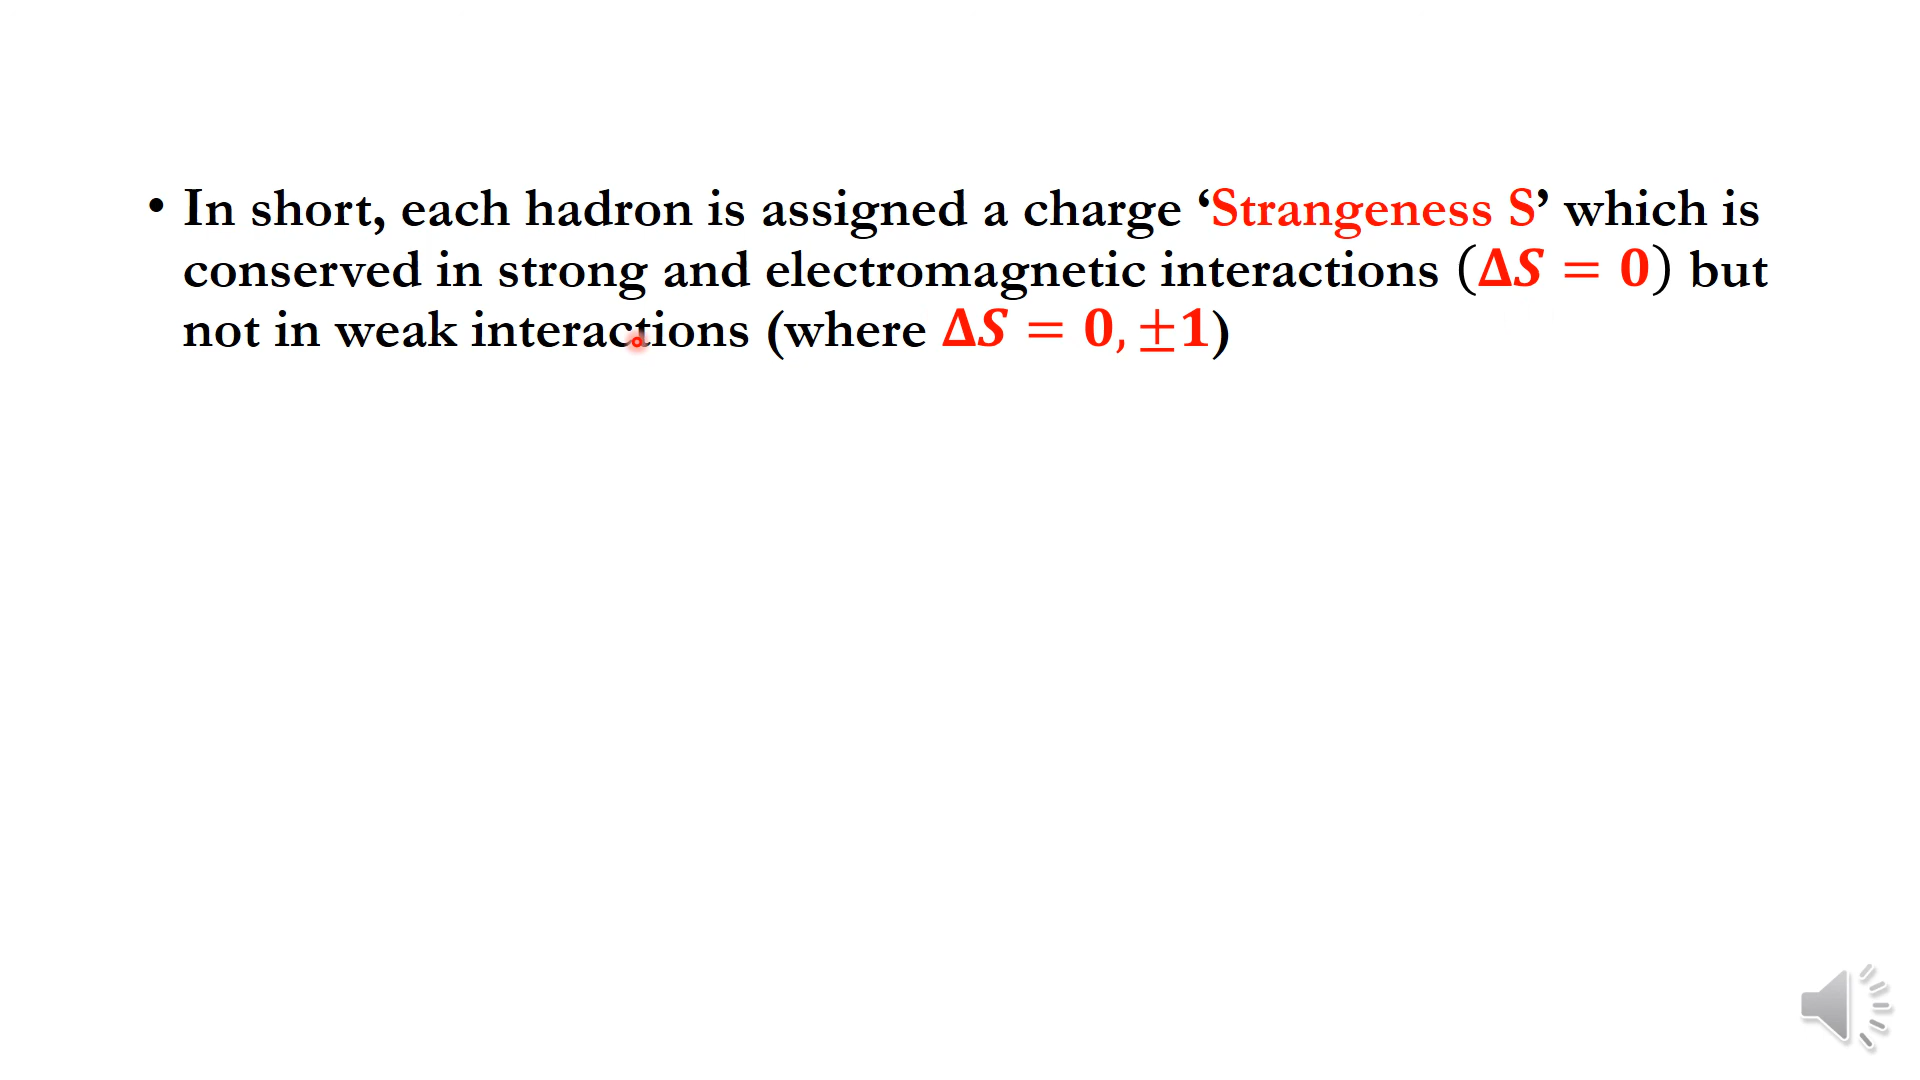 • In short, each hadron is assigned a charge ‘Strangeness S’ which is
conserved in strong and electromagnetic interactions (ΔS = 0) but
not in weak interactions (where ΔS = 0, ±1)